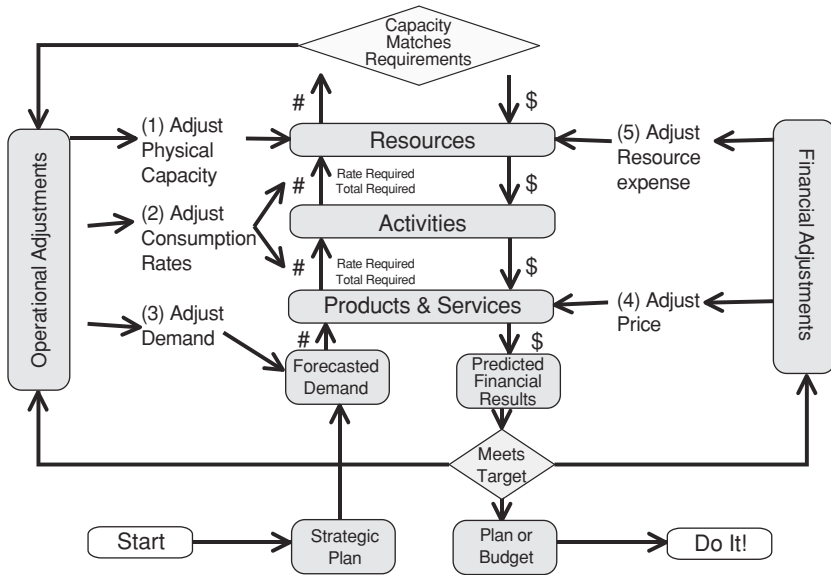 Capacity
Matches
Requirements
#
$
(1) Adjust
Physical
Capacity
Resources
(5) Adjust
Resource
expense
Operational Adjustments
Financial Adjustments
#
Rate Required
Total Required
$
(2) Adjust
Consumption
Rates
Activities
#
Rate Required
Total Required
$
Products & Services
(4) Adjust
Price
(3) Adjust
Demand
#
$
Forecasted
Demand
Predicted
Financial
Results
Meets
Target
Start
Strategic
Plan
Plan or
Budget
Do It!